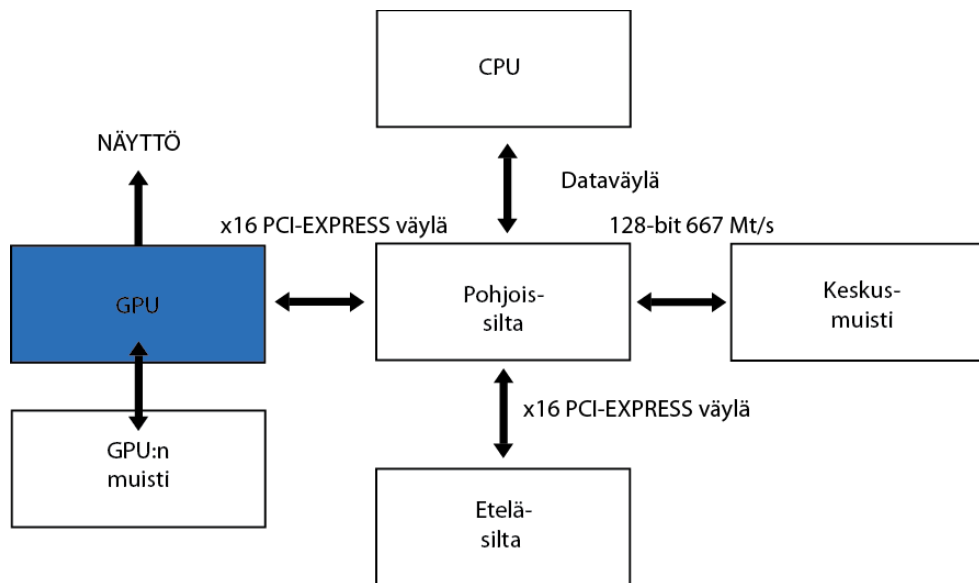 CPU
NÄYTTÖ
Dataväylä
x16 PCI-EXPRESS väylä
128-bit 667 Mt/s
GPU
Pohjois-
silta
Keskus-
muisti
x16 PCI-EXPRESS väylä
GPU:n
muisti
Etelä-
silta